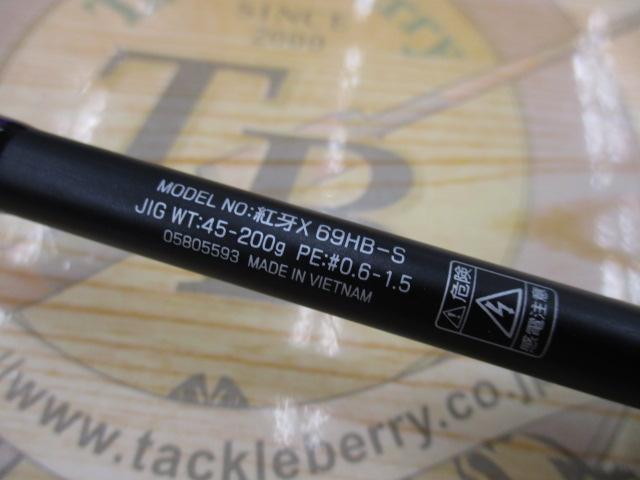 Tackleberry
SINCE
2000
TB
MODEL NO:紅牙X 69HB-S
JIG WT:45-200g PE:#0.6-1.5
05805593 MADE IN VIETNAM
危険
感電注意
www.tackleberry.co.jp